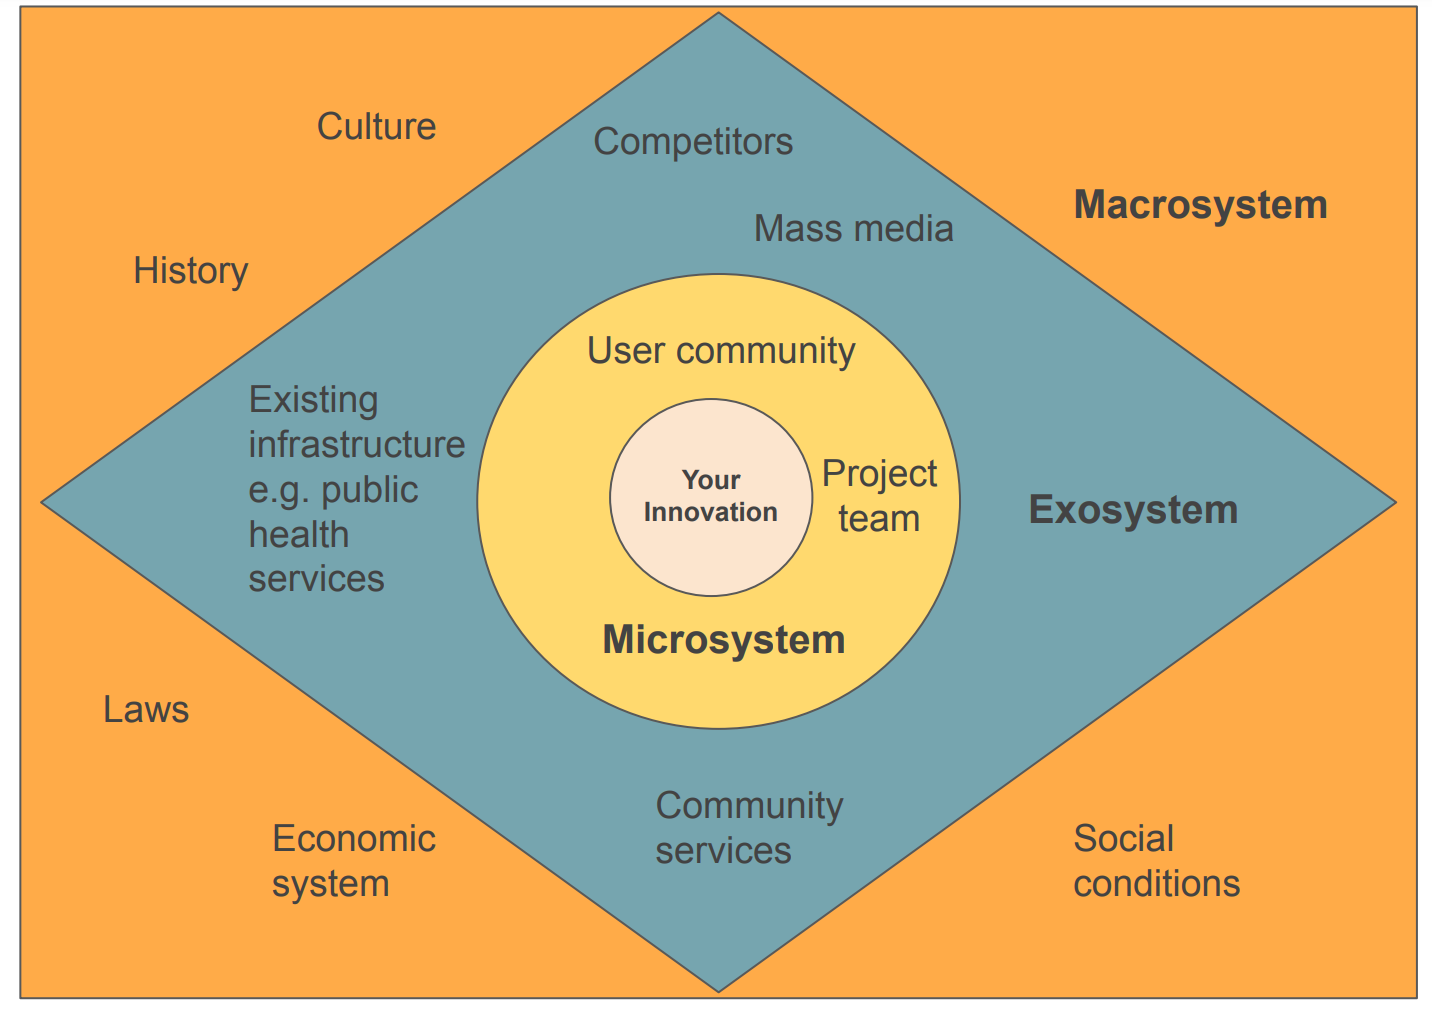 Culture
Competitors
Macrosystem
Mass media
History
User community
Existing
infrastructure
e.g. public
health
services
Your
Innovation
Project
team
Exosystem
Microsystem
Laws
Community
services
Economic
system
Social
conditions